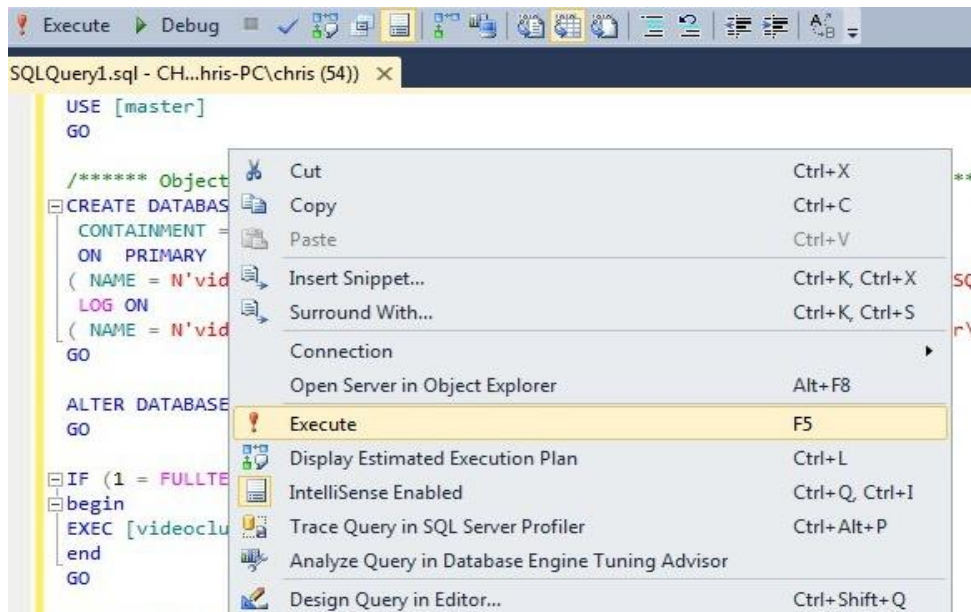 Execute Debug
SQLQuery1.sql - CH...hris-PC\chris (54))
USE [master]
GO
/****** Object
CREATE DATABAS
CONTAINMENT =
ON PRIMARY
( NAME = N'vid
LOG ON
( NAME = N'vid
GO
ALTER DATABASE
GO
IF (1 = FULLTE
begin
EXEC [videoclu
end
GO
Cut Ctrl+X
Copy Ctrl+C
Paste Ctrl+V
Insert Snippet... Ctrl+K, Ctrl+X
Surround With... Ctrl+K, Ctrl+S
Connection
Open Server in Object Explorer Alt+F8
Execute F5
Display Estimated Execution Plan Ctrl+L
IntelliSense Enabled Ctrl+Q, Ctrl+I
Trace Query in SQL Server Profiler Ctrl+Alt+P
Analyze Query in Database Engine Tuning Advisor
Design Query in Editor... Ctrl+Shift+Q